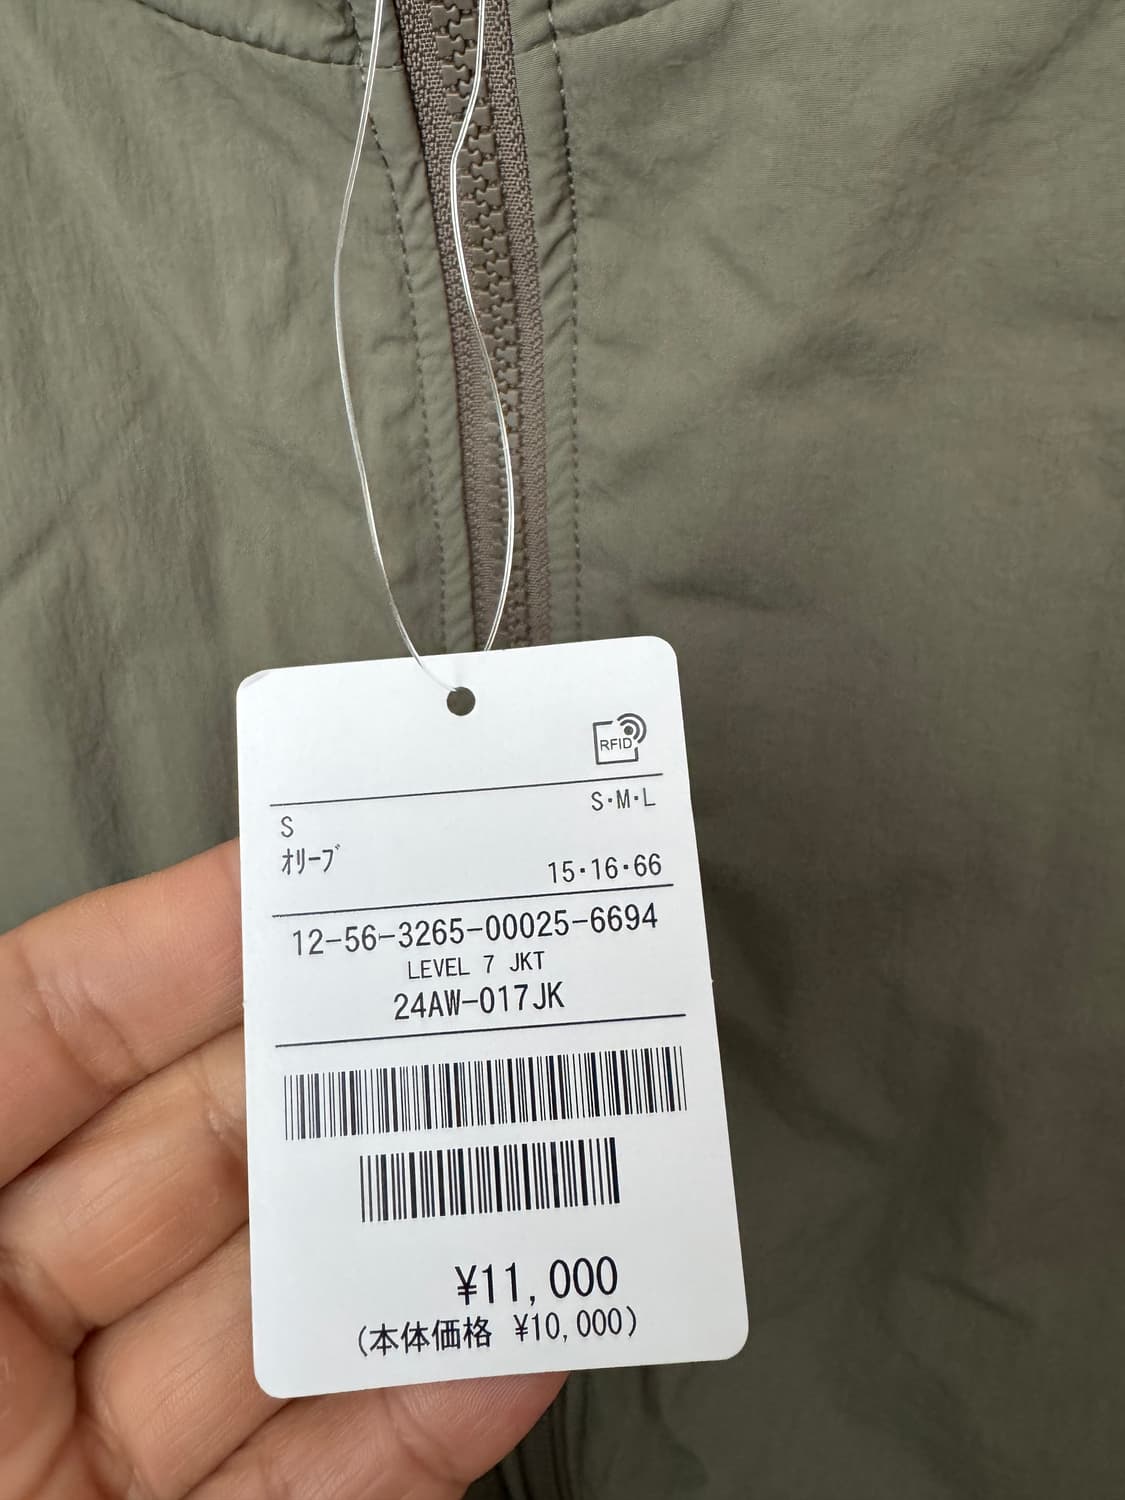 RFID
S・M・L
S
ｵﾘｰﾌﾞ
15・16・66
12-56-3265-00025-6694
LEVEL 7 JKT
24AW-017JK
¥11,000
(本体価格 ¥10,000)